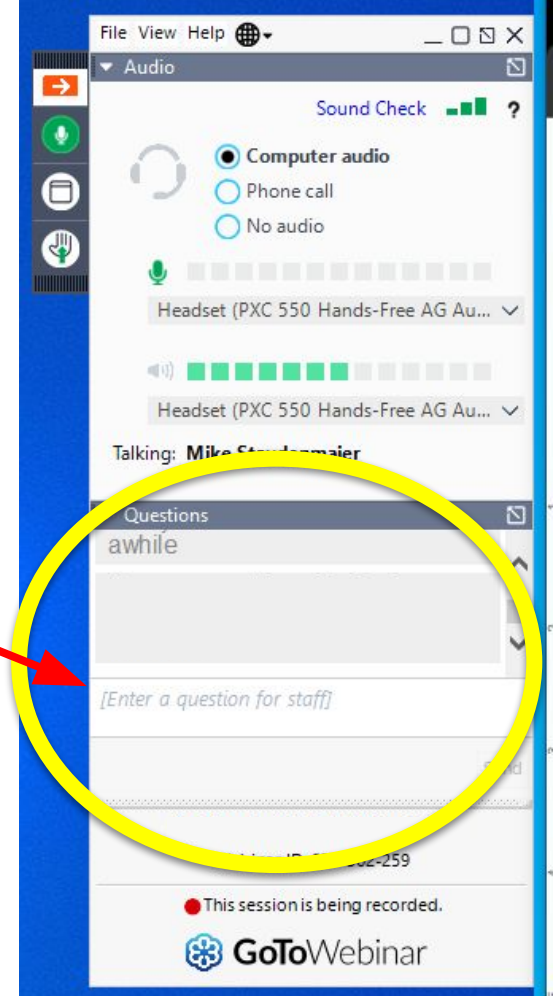 File View Help
Audio
Sound Check ?
Computer audio
Phone call
No audio
Headset (PXC 550 Hands-Free AG Au...
Headset (PXC 550 Hands-Free AG Au...
Talking: Mike
Questions
awhile
[Enter a question for staff]
This session is being recorded.
GoToWebinar